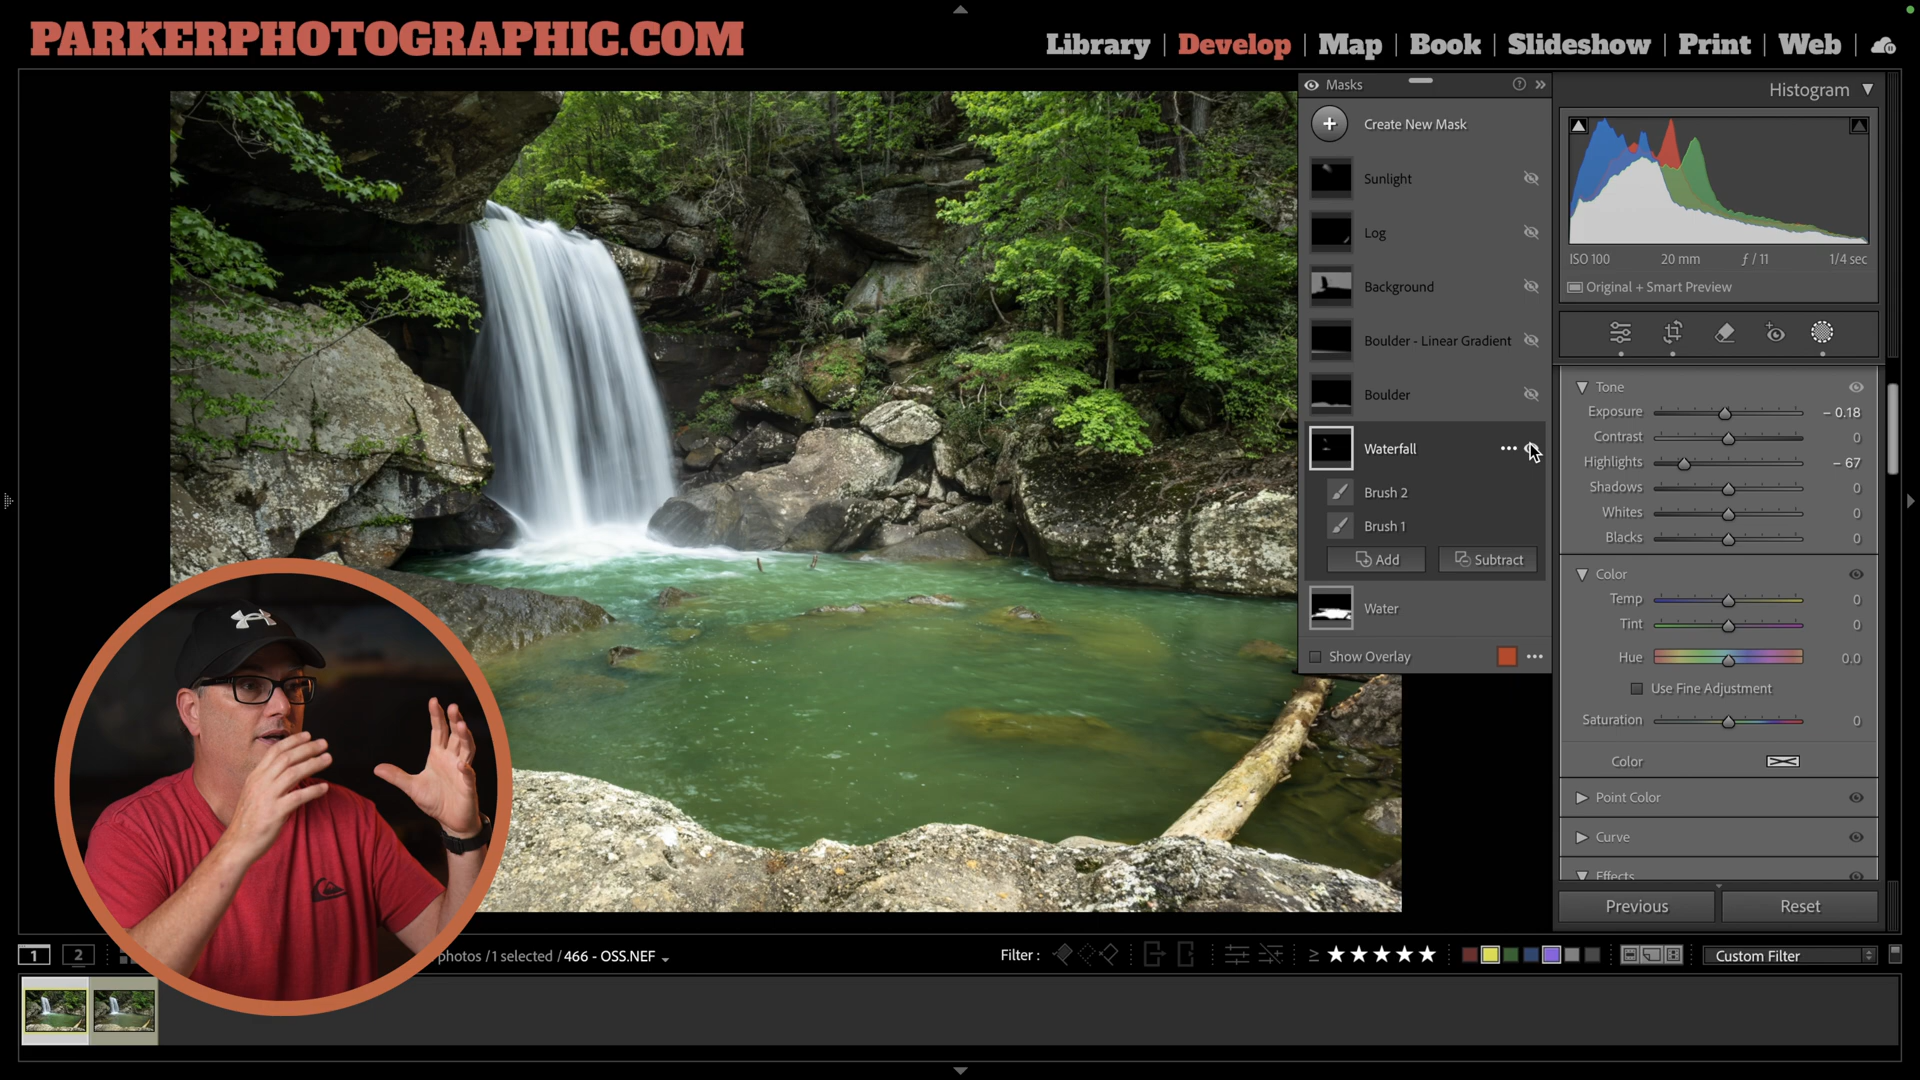 PARKERPHOTOGRAPHIC.COM
Library | Develop | Map | Book | Slideshow | Print | Web |
Masks
Create New Mask
Sunlight
Log
Background
Boulder - Linear Gradient
Boulder
Waterfall
Brush 2
Brush 1
Add Subtract
Water
Show Overlay
Histogram
ISO 100 20 mm ƒ / 11 1/4 sec
Original + Smart Preview
Tone
Exposure - 0.18
Contrast 0
Highlights - 67
Shadows 0
Whites 0
Blacks 0
Color
Temp 0
Tint 0
Hue 0.0
Use Fine Adjustment
Saturation 0
Color
Point Color
Curve
Effects
Previous Reset
1 2 photos / 1 selected / 466 - OSS.NEF Filter : ≥ ★★★★★ Custom Filter